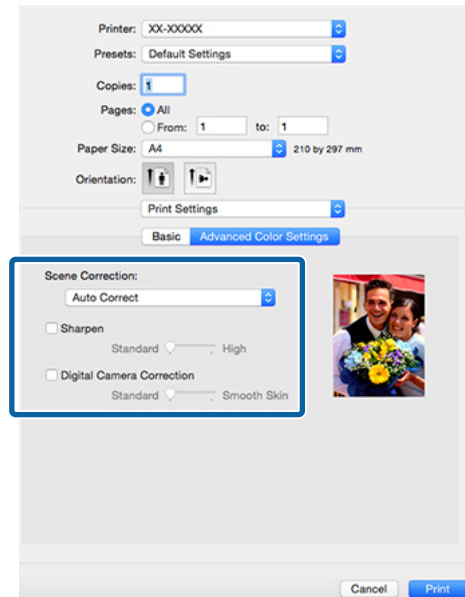 Printer: XX-XXXXX
Presets: Default Settings
Copies: 1
Pages: All
From: 1 to: 1
Paper Size: A4 210 by 297 mm
Orientation:
Print Settings
Basic Advanced Color Settings
Scene Correction:
Auto Correct
Sharpen
Standard High
Digital Camera Correction
Standard Smooth Skin
Cancel Print